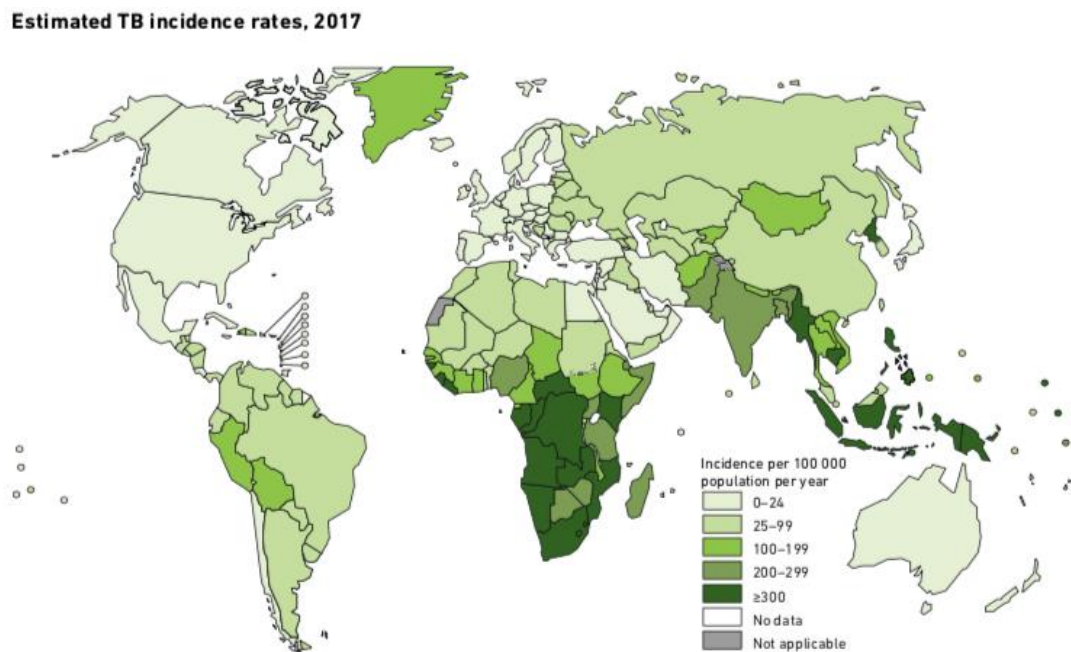 Estimated TB incidence rates, 2017
Incidence per 100 000
population per year
0–24
25–99
100–199
200–299
≥300
No data
Not applicable